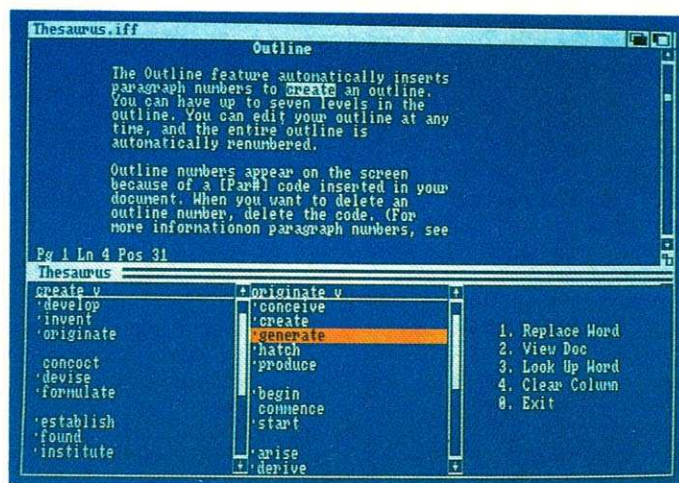 Thesaurus.iff
Outline
The Outline feature automatically inserts
paragraph numbers to create an outline.
You can have up to seven levels in the
outline. You can edit your outline at any
time, and the entire outline is
automatically renumbered.
Outline numbers appear on the screen
because of a [Par#] code inserted in your
document. When you want to delete an
outline number, delete the code. (For
more informationon paragraph numbers, see
Pg 1 Ln 4 Pos 31
Thesaurus
create v
·develop
·invent
·originate
concoct
·devise
·formulate
·establish
·found
·institute
originate v
·conceive
·create
·generate
·hatch
·produce
·begin
commence
·start
·arise
·derive
1. Replace Word
2. View Doc
3. Look Up Word
4. Clear Column
0. Exit